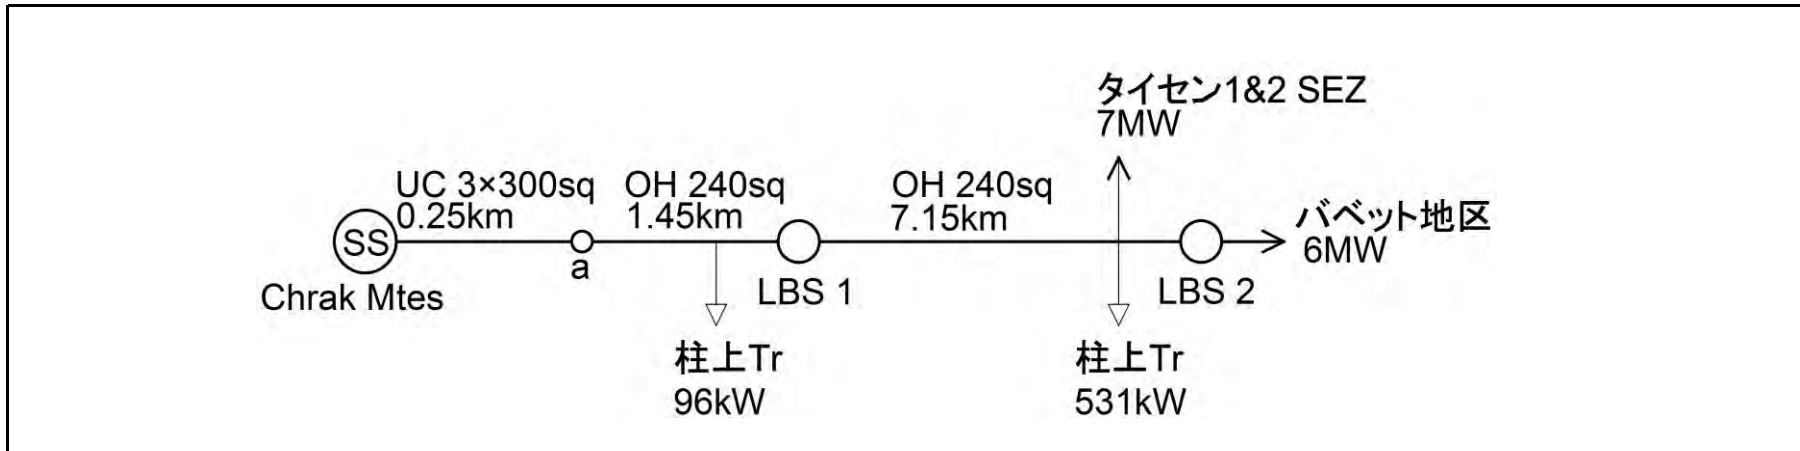 タイセン1&2 SEZ
7MW
UC 3×300sq
0.25km
OH 240sq
1.45km
OH 240sq
7.15km
バベット地区
6MW
SS
a
Chrak Mtes
LBS 1
LBS 2
柱上Tr
96kW
柱上Tr
531kW